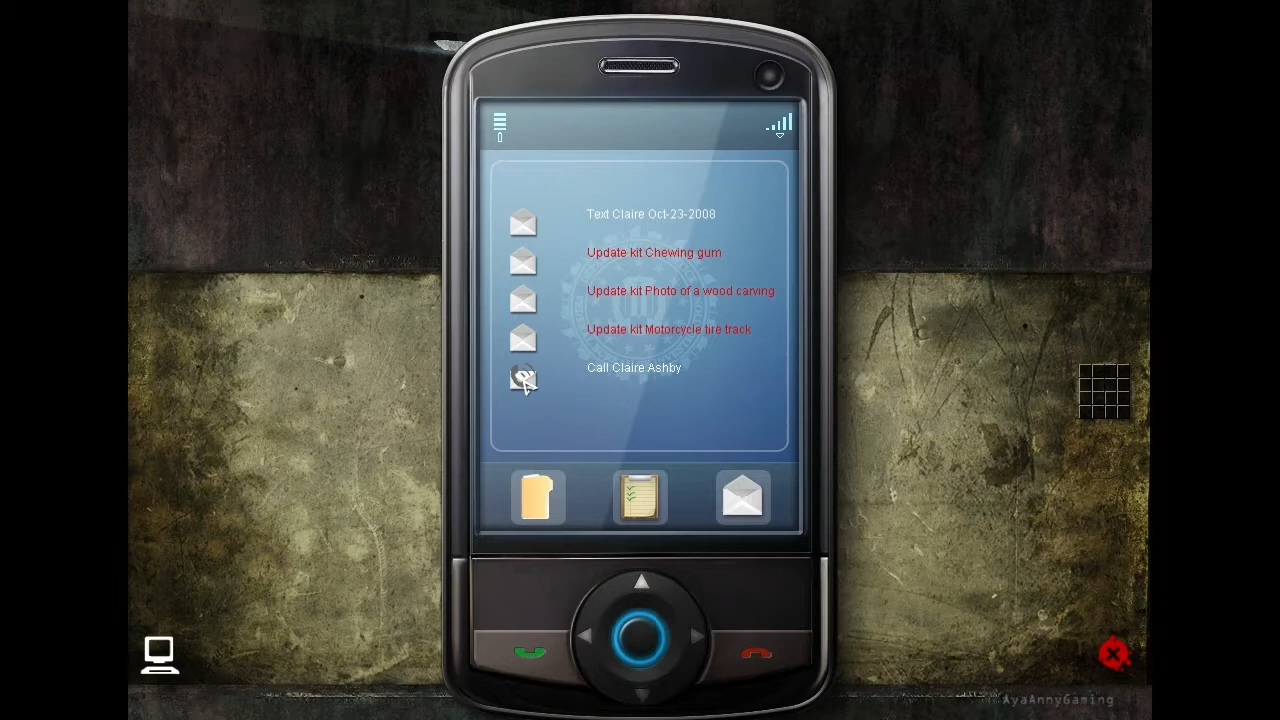 Text Claire Oct-23-2008
Update kit Chewing gum
Update kit Photo of a wood carving
Update kit Motorcycle tire track
Call Claire Ashby
AyaAnnyGaming